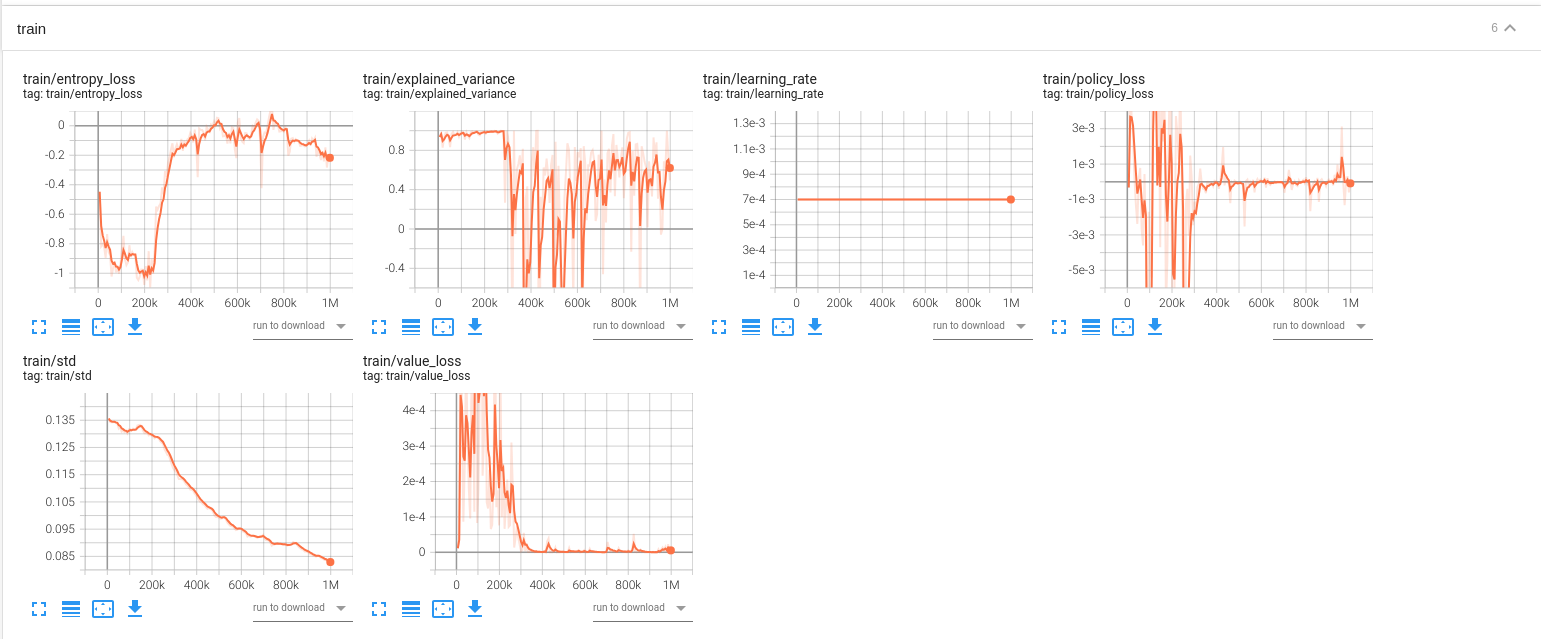 train
6
train/entropy_loss
tag: train/entropy_loss
0
-0.2
-0.4
-0.6
-0.8
-1
0 200k 400k 600k 800k 1M
run to download
train/explained_variance
tag: train/explained_variance
0.8
0.4
0
-0.4
0 200k 400k 600k 800k 1M
run to download
train/learning_rate
tag: train/learning_rate
1.3e-3
1.1e-3
9e-4
7e-4
5e-4
3e-4
1e-4
0 200k 400k 600k 800k 1M
run to download
train/policy_loss
tag: train/policy_loss
3e-3
1e-3
-1e-3
-3e-3
-5e-3
0 200k 400k 600k 800k 1M
run to download
train/std
tag: train/std
0.135
0.125
0.115
0.105
0.095
0.085
0 200k 400k 600k 800k 1M
run to download
train/value_loss
tag: train/value_loss
4e-4
3e-4
2e-4
1e-4
0
0 200k 400k 600k 800k 1M
run to download